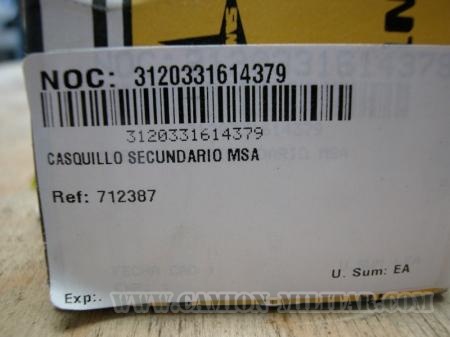 NOC: 3120331614379
3120331614379
CASQUILLO SECUNDARIO MSA
Ref: 712387
U. Sum: EA
Exp:.
WWW.CAMION-MILITAR.COM